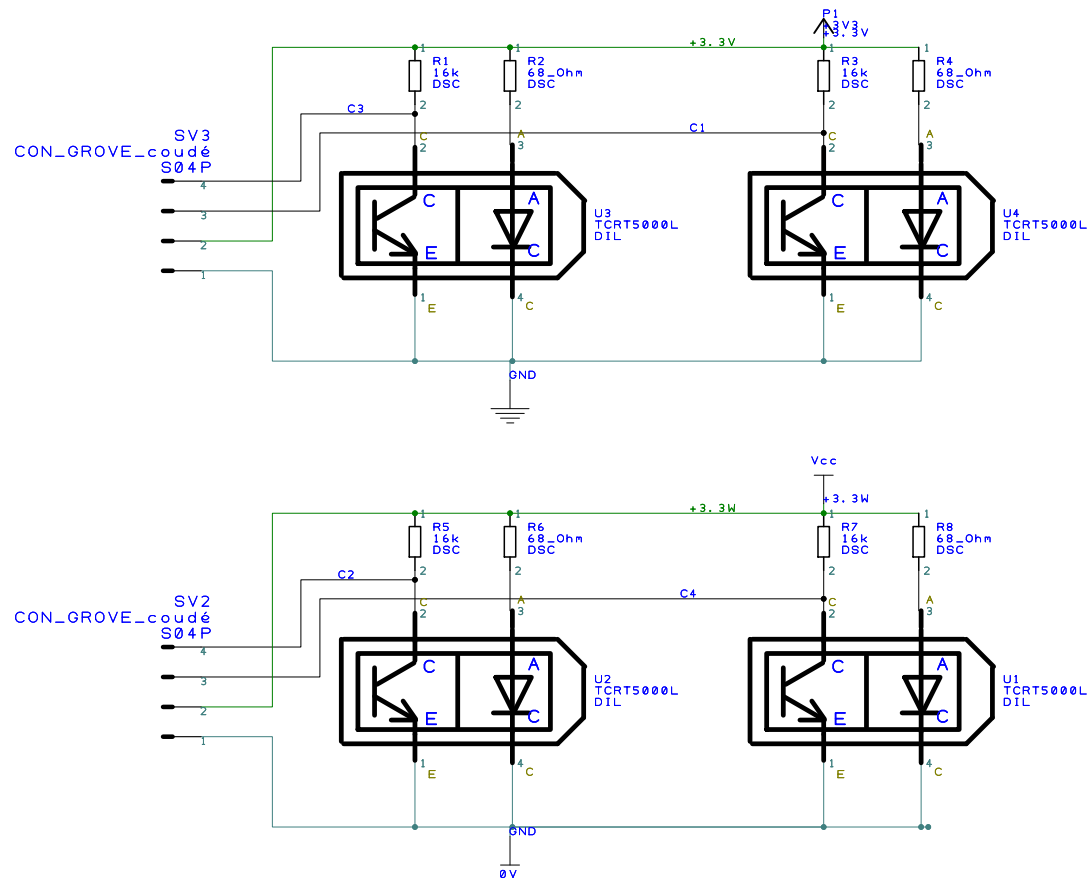 P1
+3V3
+3.3V
+3.3V
1
1
1
1
R1
16k
DSC
R2
68_Ohm
DSC
R3
16k
DSC
R4
68_Ohm
DSC
2
2
2
2
C3
C1
SV3
CON_GROVE_coudé
S04P
4
3
2
1
C
2
A
3
C
2
A
3
C
A
E
C
U3
TCRT5000L
DIL
C
A
E
C
U4
TCRT5000L
DIL
1
E
4
C
1
E
4
C
GND
Vcc
+3.3W
+3.3W
1
1
1
1
R5
16k
DSC
R6
68_Ohm
DSC
R7
16k
DSC
R8
68_Ohm
DSC
2
2
2
2
C2
C4
SV2
CON_GROVE_coudé
S04P
4
3
2
1
C
2
A
3
C
2
A
3
C
A
E
C
U2
TCRT5000L
DIL
C
A
E
C
U1
TCRT5000L
DIL
1
E
4
C
1
E
4
C
GND
0V